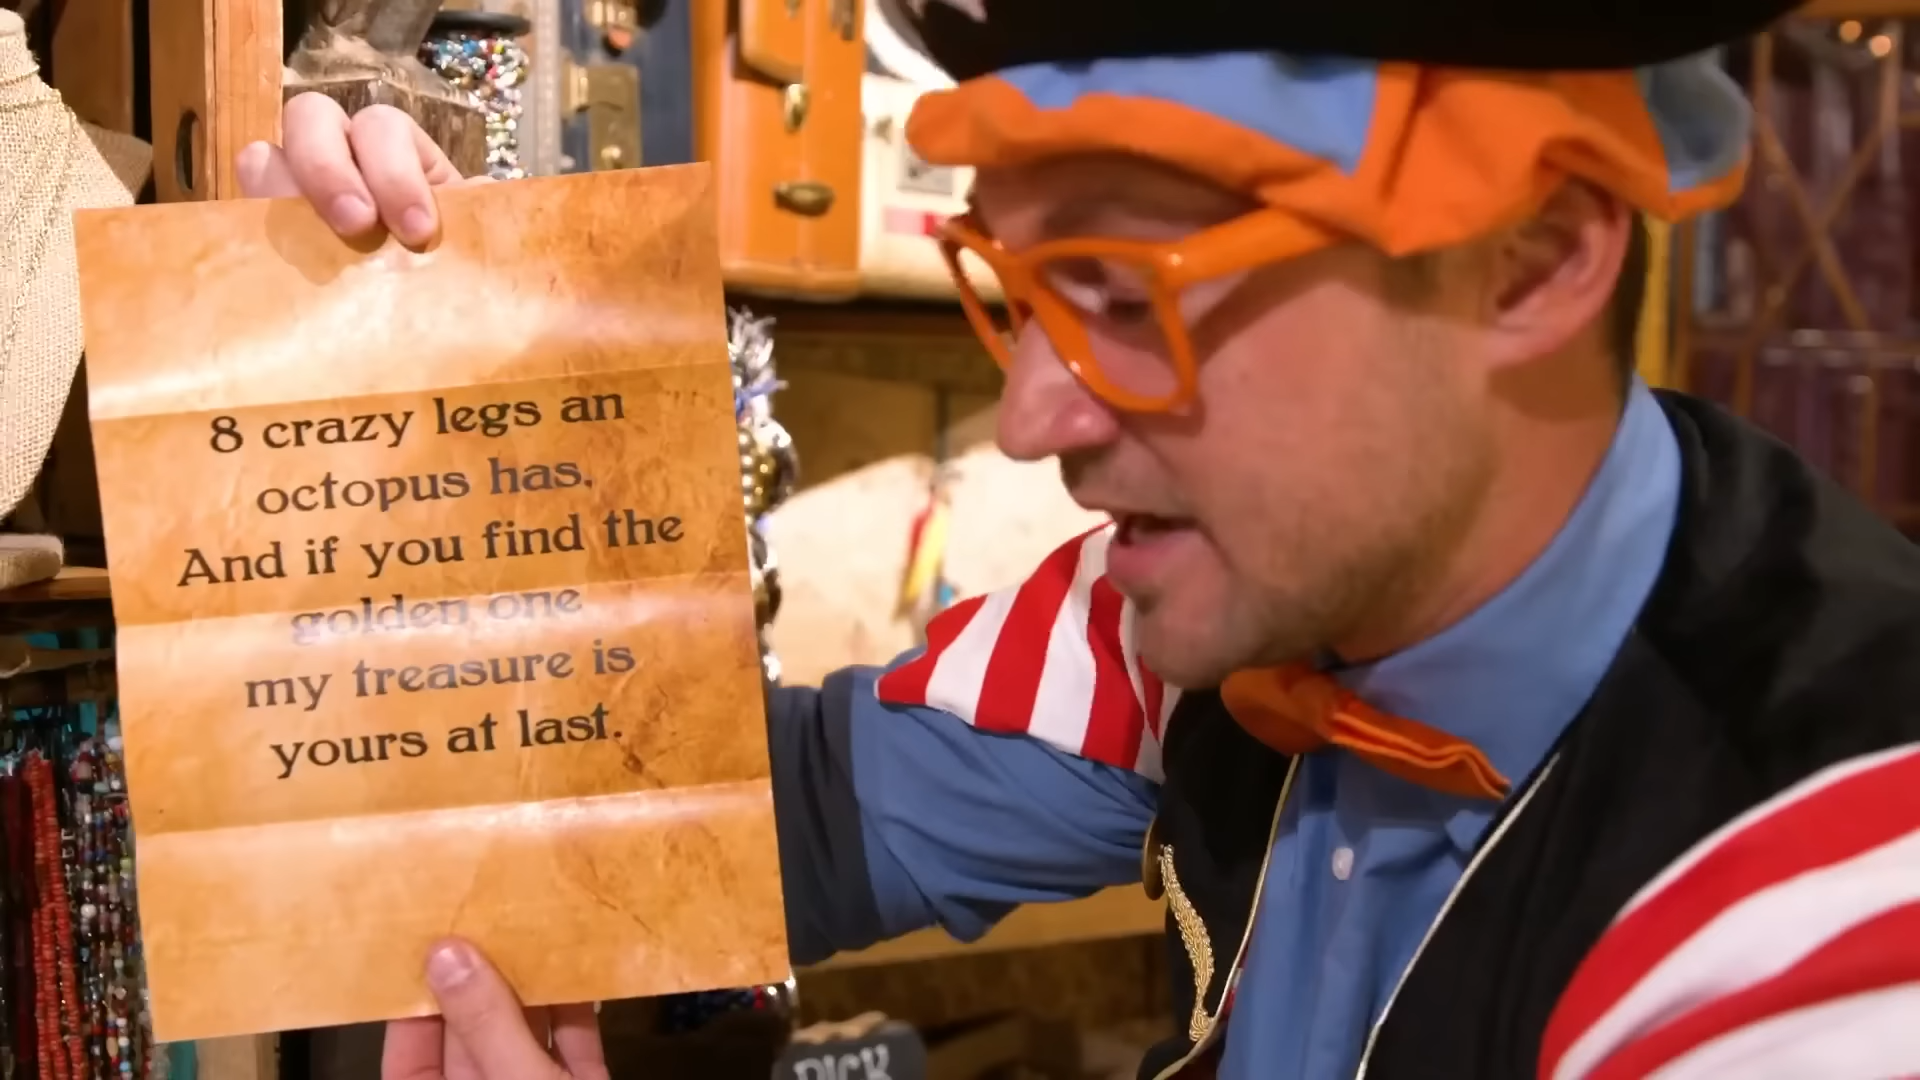 8 crazy legs an
octopus has,
And if you find the
golden one
my treasure is
yours at last.
PICK